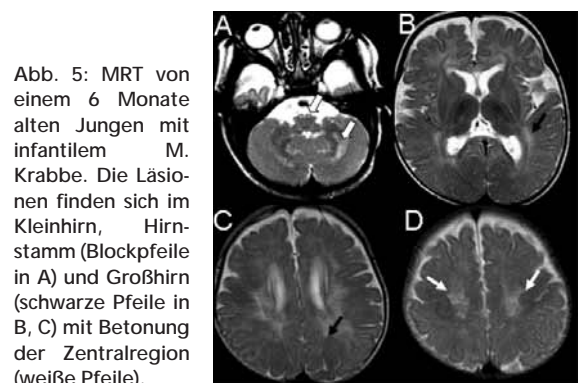 Abb. 5: MRT von
einem 6 Monate
alten Jungen mit
infantilem M.
Krabbe. Die Läsio-
nen finden sich im
Kleinhirn, Hirn-
stamm (Blockpfeile
in A) und Großhirn
(schwarze Pfeile in
B, C) mit Betonung
der Zentralregion
(weiße Pfeile).
A
B
C
D